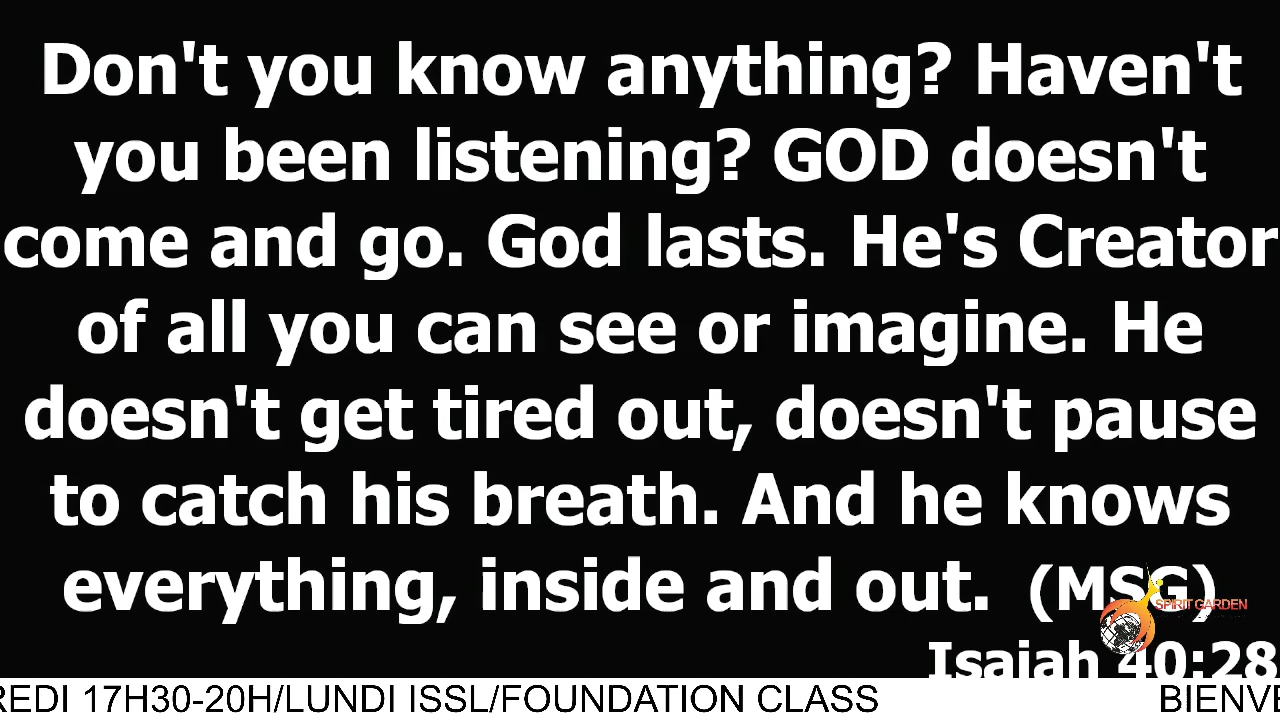 Don't you know anything? Haven't
you been listening? GOD doesn't
come and go. God lasts. He's Creator
of all you can see or imagine. He
doesn't get tired out, doesn't pause
to catch his breath. And he knows
everything, inside and out. (MSG)
SPIRIT GARDEN
Isaiah 40:28
REDI 17H30-20H/LUNDI ISSL/FOUNDATION CLASS BIENVE